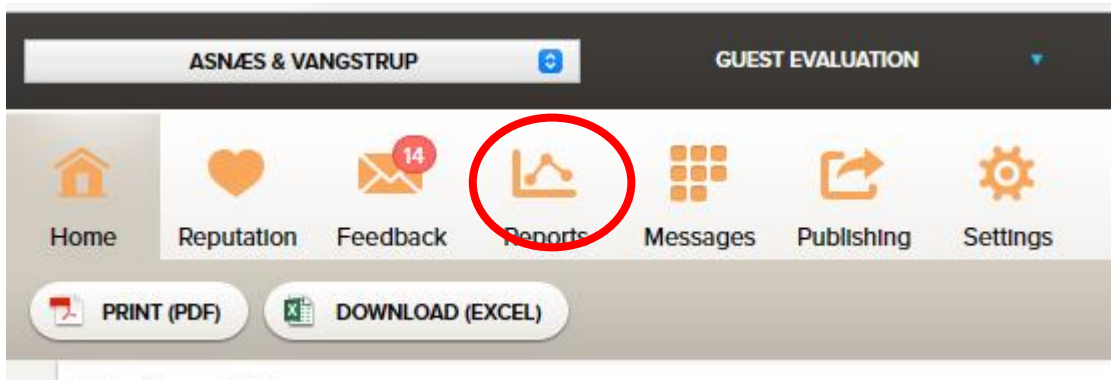 ASNÆS & VANGSTRUP
GUEST EVALUATION
14
Home Reputation Feedback Reports Messages Publishing Settings
PRINT (PDF) DOWNLOAD (EXCEL)